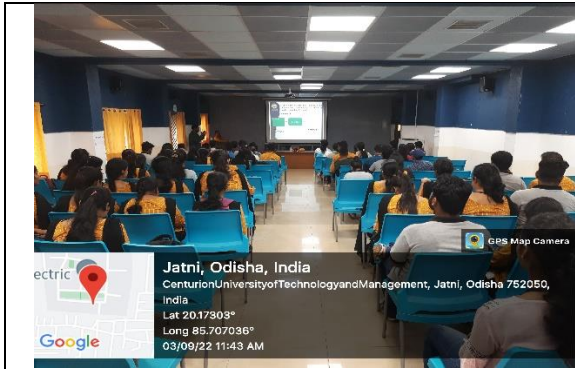 GPS Map Camera
ectric
Google
Jatni, Odisha, India
CenturionUniversityofTechnologyandManagement, Jatni, Odisha 752050,
India
Lat 20.17303°
Long 85.707036°
03/09/22 11:43 AM